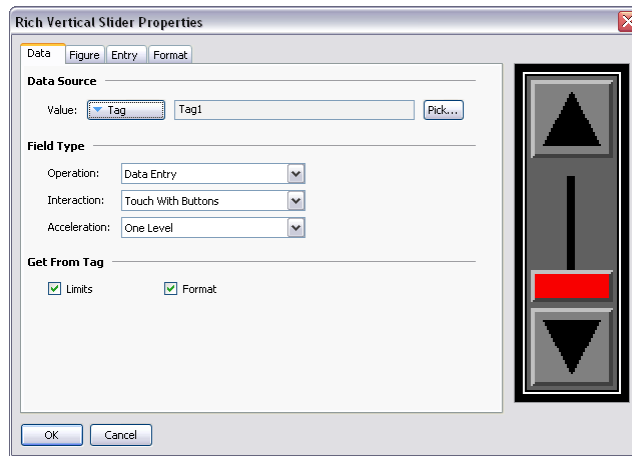 Rich Vertical Slider Properties
Data Figure Entry Format
Data Source
Value: Tag Tag1 Pick...
Field Type
Operation: Data Entry
Interaction: Touch With Buttons
Acceleration: One Level
Get From Tag
Limits Format
OK Cancel